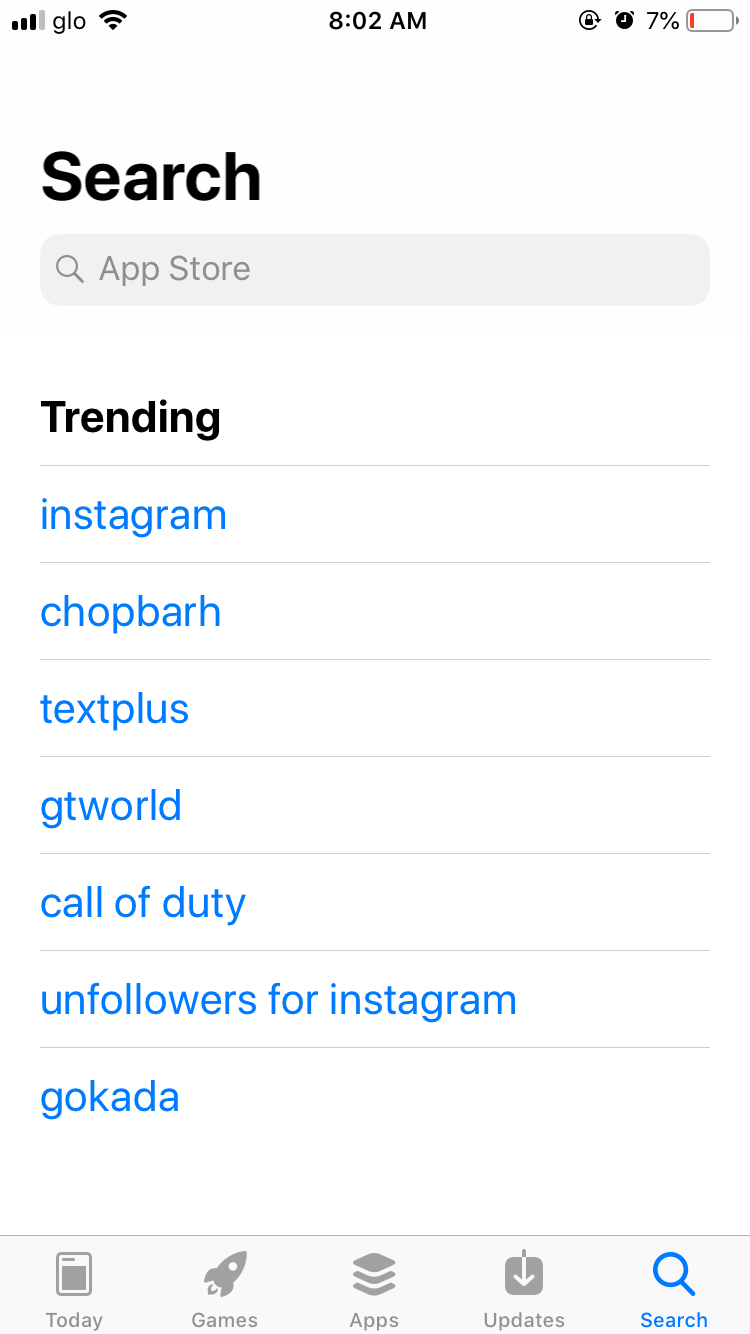 glo 8:02 AM 7%
Search
App Store
Trending
instagram
chopbarh
textplus
gtworld
call of duty
unfollowers for instagram
gokada
Today Games Apps Updates Search